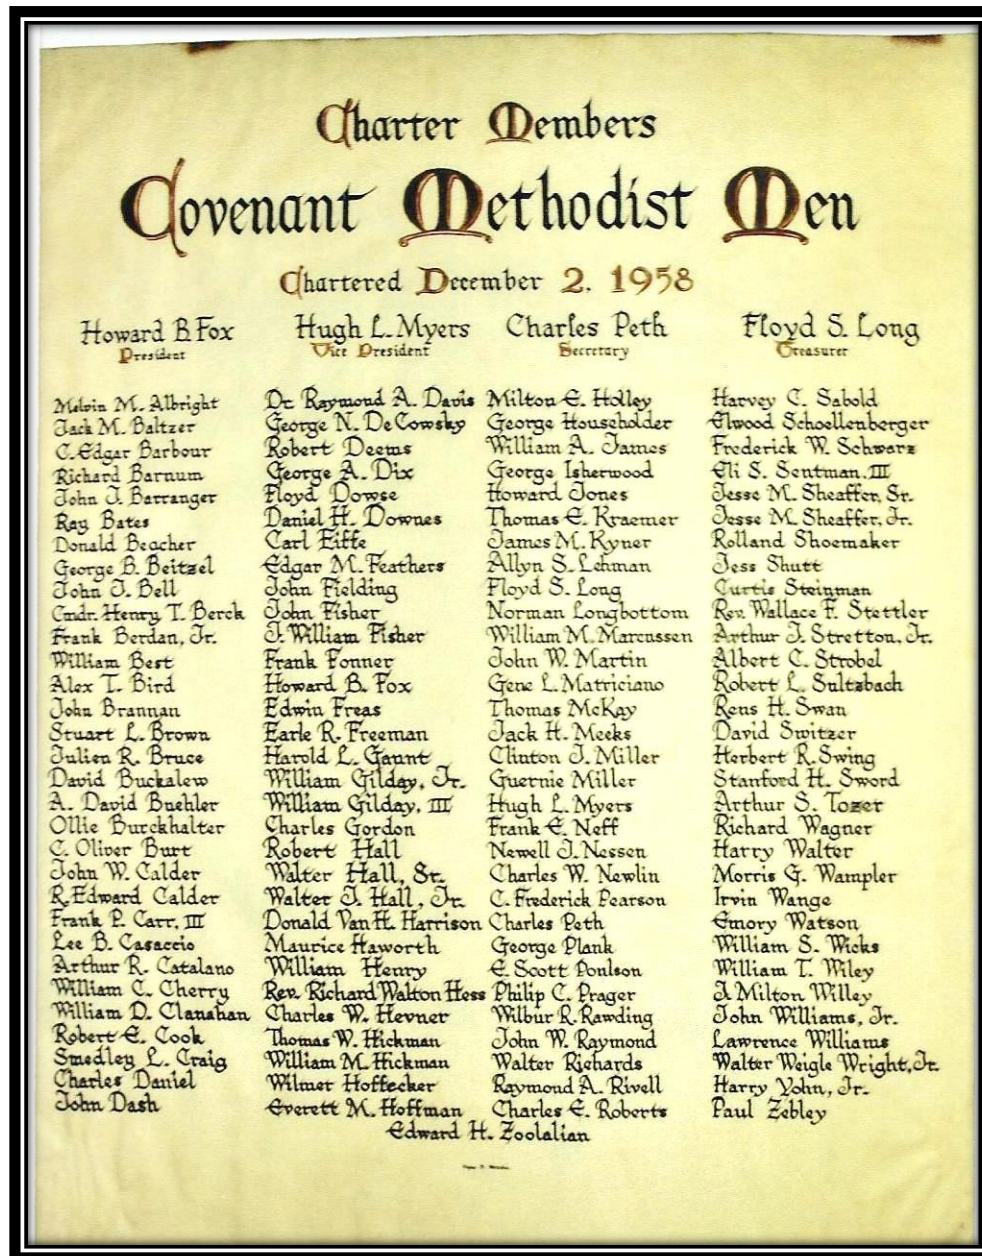 Charter Members
Covenant Methodist Men
Chartered December 2, 1958
Howard B. Fox
President
Hugh L. Myers
Vice President
Charles Peth
Secretary
Floyd S. Long
Treasurer
Melvin M. Albright
Jack M. Baltzer
C. Edgar Barbour
Richard Barnum
John J. Barranger
Ray Bates
Donald Beacher
George B. Beitzel
John J. Bell
Cmdr. Henry T. Berck
Frank Berdan, Jr.
William Best
Alex T. Bird
John Brannan
Stuart L. Brown
Julien R. Bruce
David Buckalew
A. David Buehler
Ollie Burckhalter
C. Oliver Burt
John W. Calder
R. Edward Calder
Frank P. Carr, III
Lee B. Casaccio
Arthur R. Catalano
William C. Cherry
William D. Clanahan
Robert E. Cook
Smedley L. Craig
Charles Daniel
John Dash
Dr. Raymond A. Davis
George N. DeCowsky
Robert Deems
George A. Dix
Floyd Dowse
Daniel H. Downes
Carl Eiffe
Edgar M. Feathers
John Fielding
John Fisher
J. William Fisher
Frank Fonner
Howard B. Fox
Edwin Freas
Earle R. Freeman
Harold L. Gaunt
William Gilday, Jr.
William Gilday, III
Charles Gordon
Robert Hall
Walter Hall, Sr.
Walter J. Hall, Jr.
Donald Van H. Harrison
Maurice Haworth
William Henry
Rev. Richard Walton Hess
Charles W. Hevner
Thomas W. Hickman
William M. Hickman
Wilmer Hoffecker
Everett M. Hoffman
Milton E. Holley
George Householder
William A. James
George Isherwood
Howard Jones
Thomas E. Kraemer
James M. Kyner
Allyn S. Lehman
Floyd S. Long
Norman Longbottom
William M. Marcussen
John W. Martin
Gene L. Matriciano
Thomas McKay
Jack H. Meeks
Clinton J. Miller
Guernie Miller
Hugh L. Myers
Frank E. Neff
Newell J. Nessen
Charles W. Newlin
C. Frederick Pearson
Charles Peth
George Plank
E. Scott Poulson
Philip C. Prager
Wilbur R. Rawding
John W. Raymond
Walter Richards
Raymond A. Rivell
Charles E. Roberts
Harvey C. Sabold
Elwood Schoellenberger
Frederick W. Schwarz
Eli S. Sentman, III
Jesse M. Sheaffer, Sr.
Jesse M. Sheaffer, Jr.
Rolland Shoemaker
Jess Shutt
Curtis Steinman
Rev. Wallace F. Stettler
Arthur J. Stretton, Jr.
Albert C. Strobel
Robert L. Sultzbach
Rens H. Swan
David Switzer
Herbert R. Swing
Stanford H. Sword
Arthur S. Tozer
Richard Wagner
Harry Walter
Morris G. Wampler
Irvin Wange
Emory Watson
William S. Wicks
William T. Wiley
J. Milton Willey
John Williams, Jr.
Lawrence Williams
Walter Weigle Wright, Jr.
Harry Yohn, Jr.
Paul Zebley
Edward H. Zoolalian